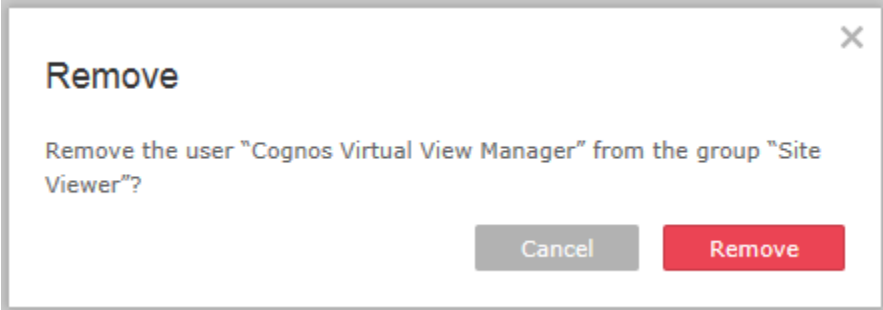 Remove
Remove the user “Cognos Virtual View Manager” from the group “Site
Viewer”?
Cancel Remove